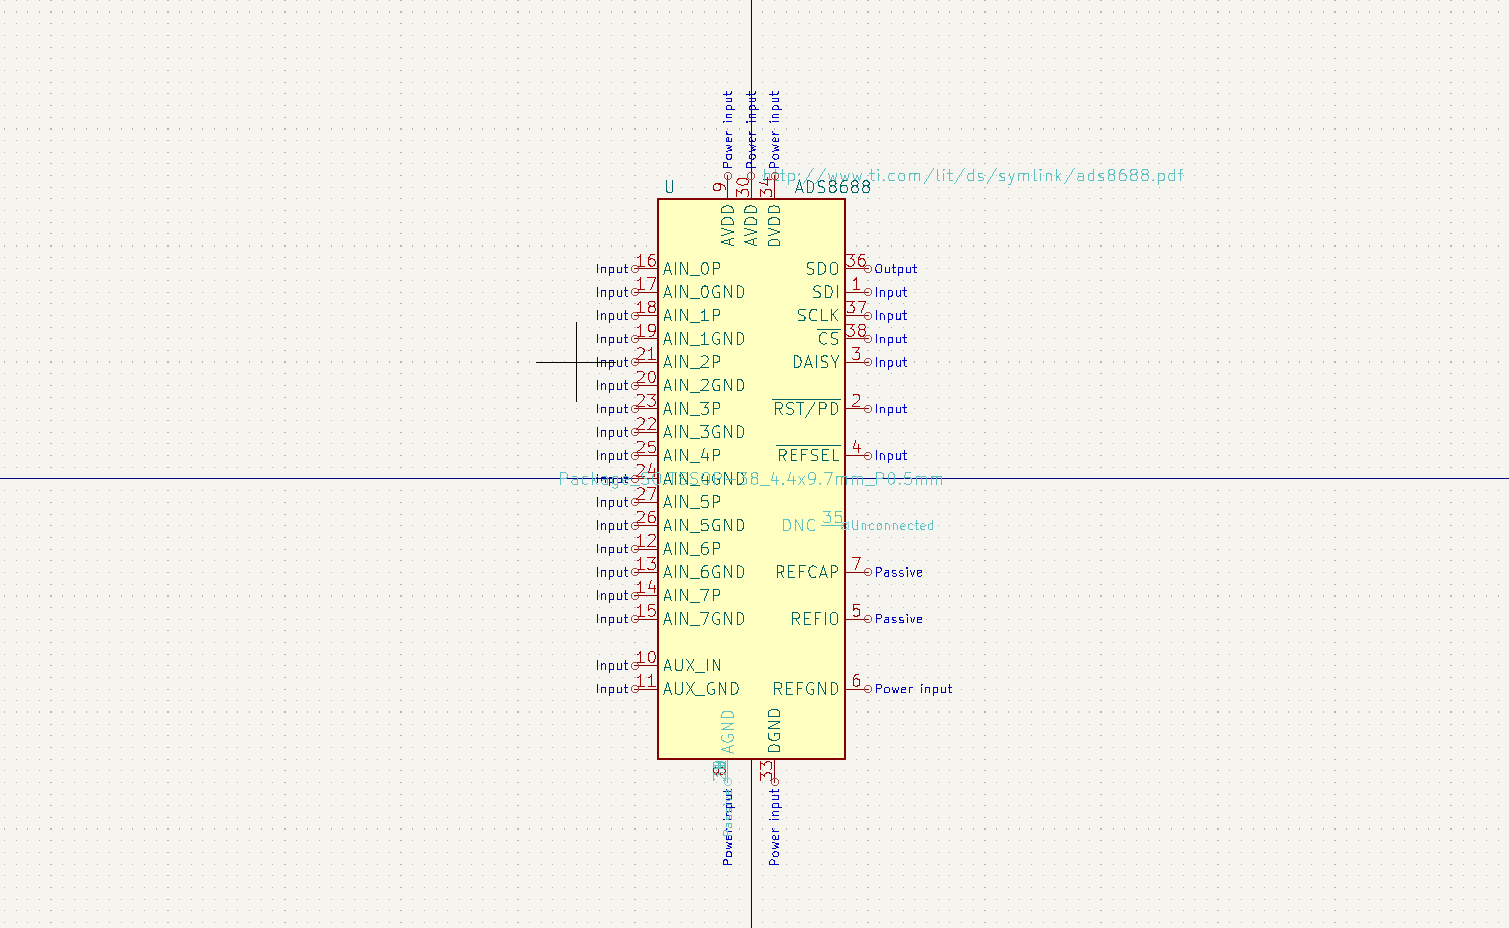 Power input
Power input
Power input
http://www.ti.com/lit/ds/symlink/ads8688.pdf
U 9 30 34 ADS8688
AVDD AVDD DVDD
Input 16 AIN_0P SDO 36 Output
Input 17 AIN_0GND SDI 1 Input
Input 18 AIN_1P SCLK 37 Input
Input 19 AIN_1GND CS 38 Input
Input 21 AIN_2P DAISY 3 Input
Input 20 AIN_2GND
Input 23 AIN_3P RST/PD 2 Input
Input 22 AIN_3GND
Input 25 AIN_4P REFSEL 4 Input
Input 24 AIN_4GND
Package_SO:TSSOP-38_4.4x9.7mm_P0.5mm
Input 27 AIN_5P
Input 26 AIN_5GND DNC 35 Unconnected
Input 12 AIN_6P
Input 13 AIN_6GND REFCAP 7 Passive
Input 14 AIN_7P
Input 15 AIN_7GND REFIO 5 Passive
Input 10 AUX_IN
Input 11 AUX_GND REFGND 6 Power input
AGND DGND
33
Power input
Power input